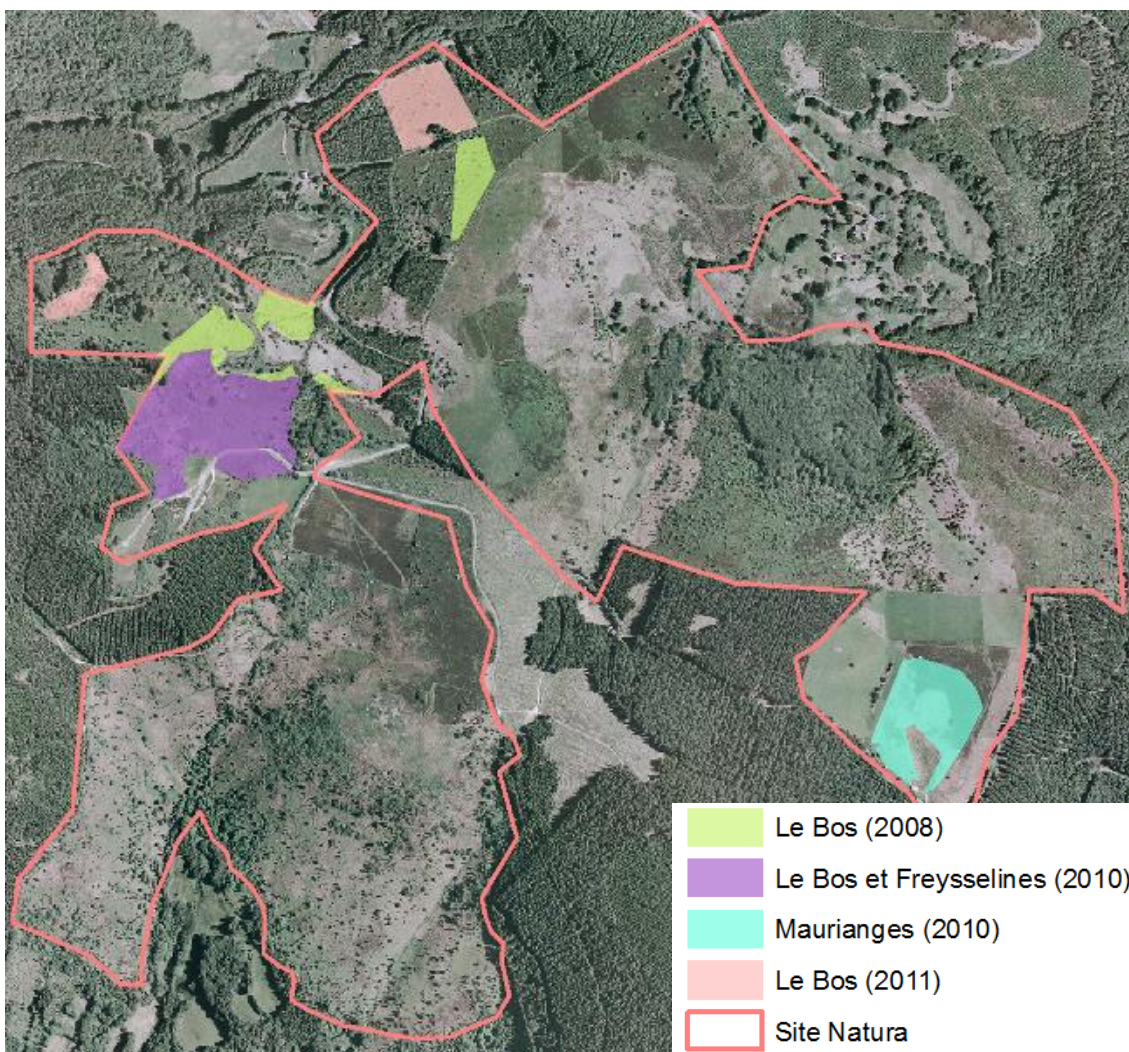 Le Bos (2008)
Le Bos et Freysselines (2010)
Maurianges (2010)
Le Bos (2011)
Site Natura